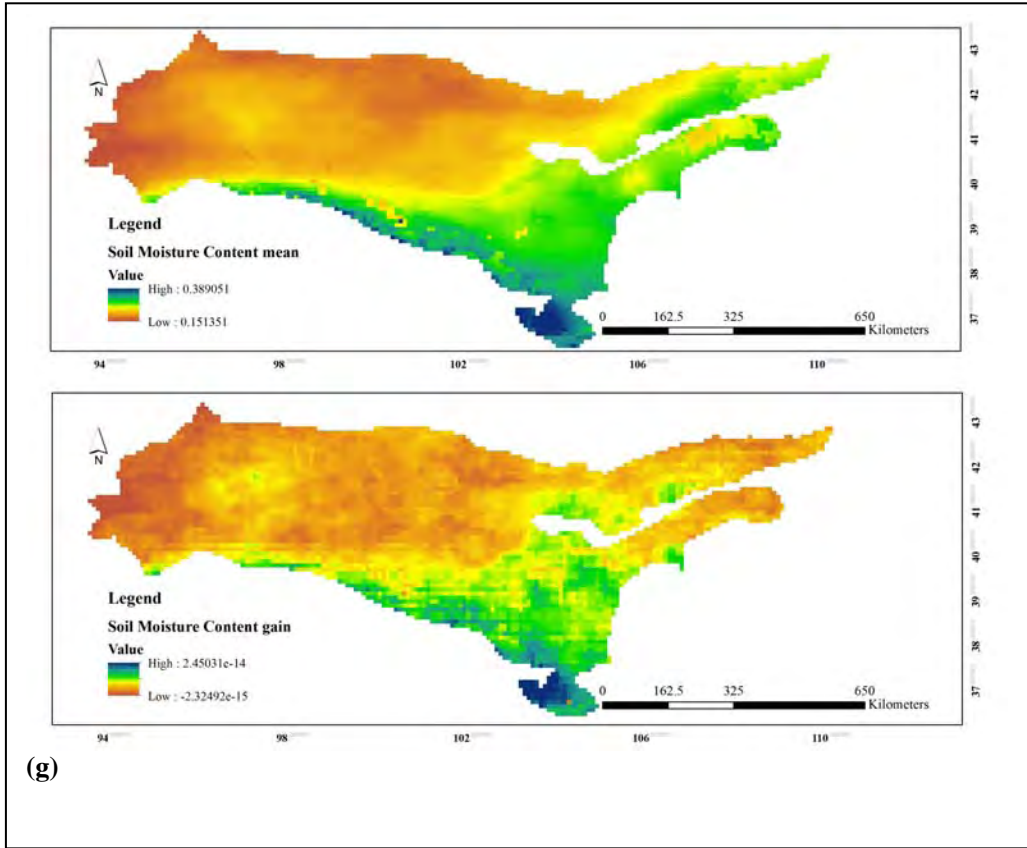 43
42
41
40
39
38
37
N
Legend
Soil Moisture Content mean
Value
High : 0.389051
Low : 0.151351
0 162.5 325 650
Kilometers
94 98 102 106 110
43
42
41
40
39
38
37
N
Legend
Soil Moisture Content gain
Value
High : 2.45031e-14
Low : -2.32492e-15
0 162.5 325 650
Kilometers
94 98 102 106 110
(g)